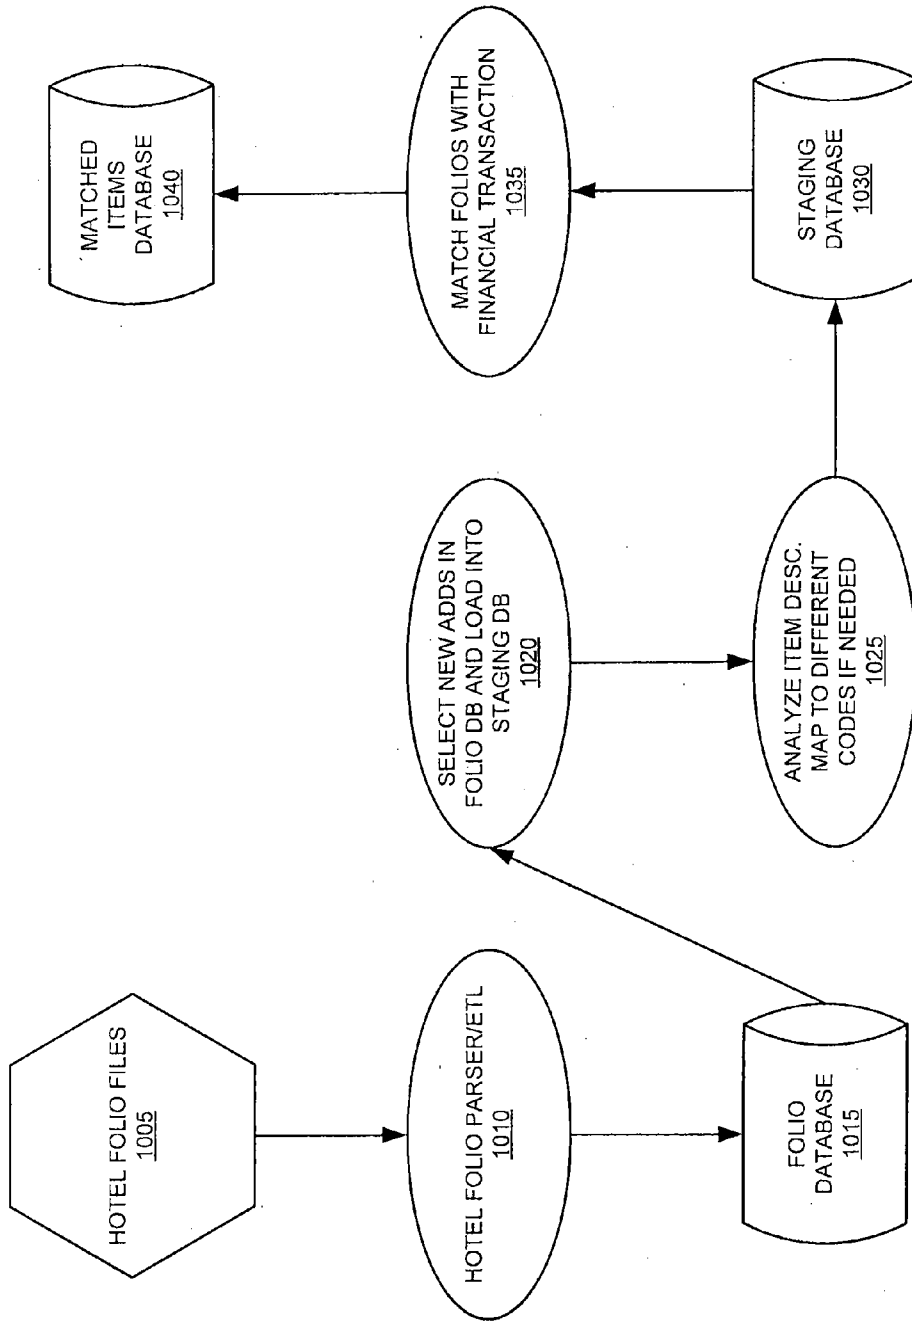 HOTEL FOLIO FILES
1005
HOTEL FOLIO PARSER/ETL
1010
FOLIO
DATABASE
1015
SELECT NEW ADDS IN
FOLIO DB AND LOAD INTO
STAGING DB
1020
ANALYZE ITEM DESC.
MAP TO DIFFERENT
CODES IF NEEDED
1025
STAGING
DATABASE
1030
MATCH FOLIOS WITH
FINANCIAL TRANSACTION
1035
MATCHED
ITEMS
DATABASE
1040